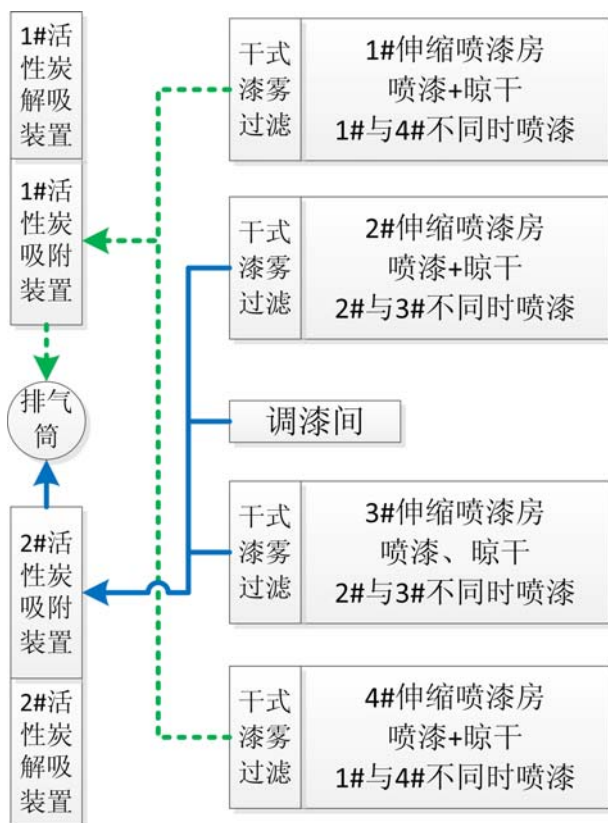 1#活
性炭
解吸
装置
1#活
性炭
吸附
装置
排气
筒
2#活
性炭
吸附
装置
2#活
性炭
解吸
装置
干式
漆雾
过滤
1#伸缩喷漆房
喷漆+晾干
1#与4#不同时喷漆
干式
漆雾
过滤
2#伸缩喷漆房
喷漆+晾干
2#与3#不同时喷漆
调漆间
干式
漆雾
过滤
3#伸缩喷漆房
喷漆、晾干
2#与3#不同时喷漆
干式
漆雾
过滤
4#伸缩喷漆房
喷漆+晾干
1#与4#不同时喷漆